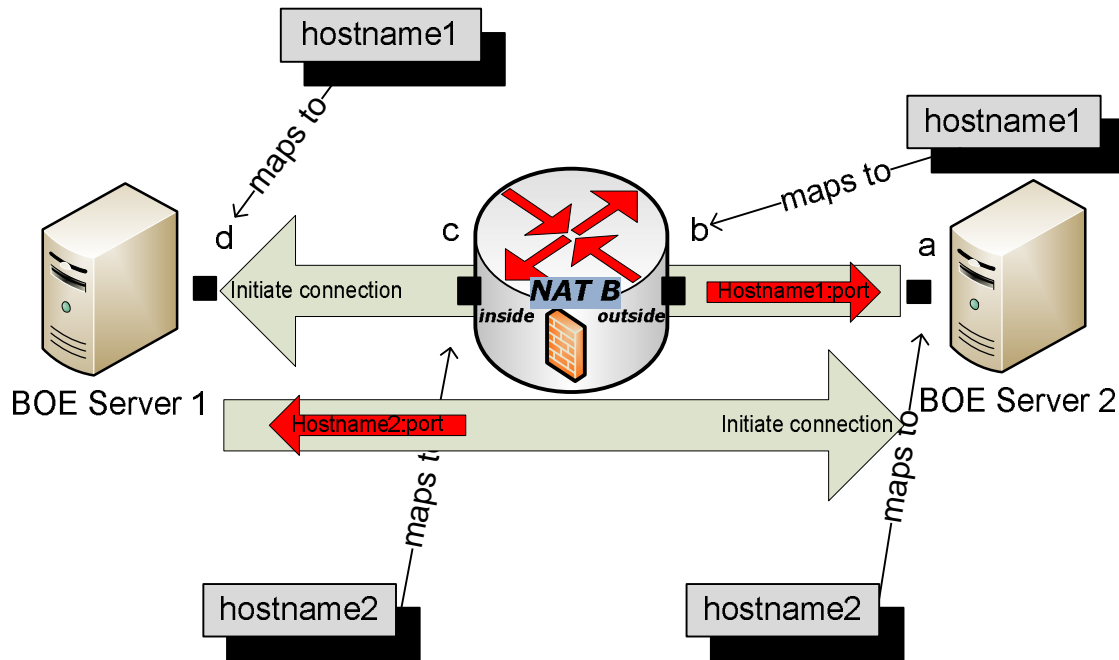 hostname1
hostname1
maps to
maps to
d
c
b
a
Initiate connection
NAT B
Hostname1:port
inside
outside
BOE Server 1
BOE Server 2
Hostname2:port
Initiate connection
maps to
maps to
hostname2
hostname2